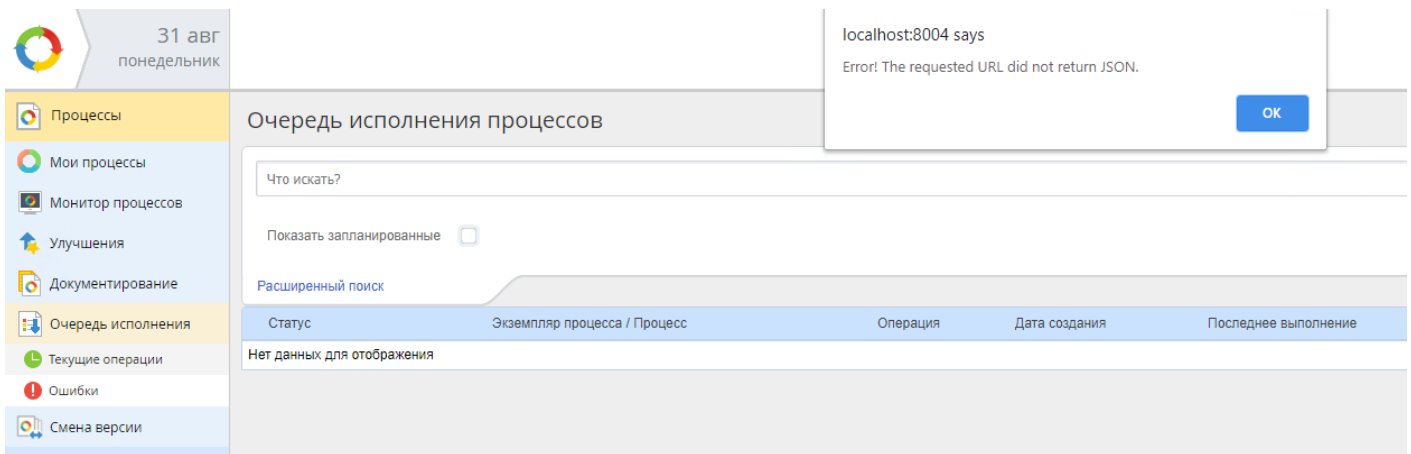 31 авг
понедельник
localhost:8004 says
Error! The requested URL did not return JSON.
OK
Процессы
Мои процессы
Монитор процессов
Улучшения
Документирование
Очередь исполнения
Текущие операции
Ошибки
Смена версии
Очередь исполнения процессов
Что искать?
Показать запланированные
Расширенный поиск
Статус Экземпляр процесса / Процесс Операция Дата создания Последнее выполнение
Нет данных для отображения